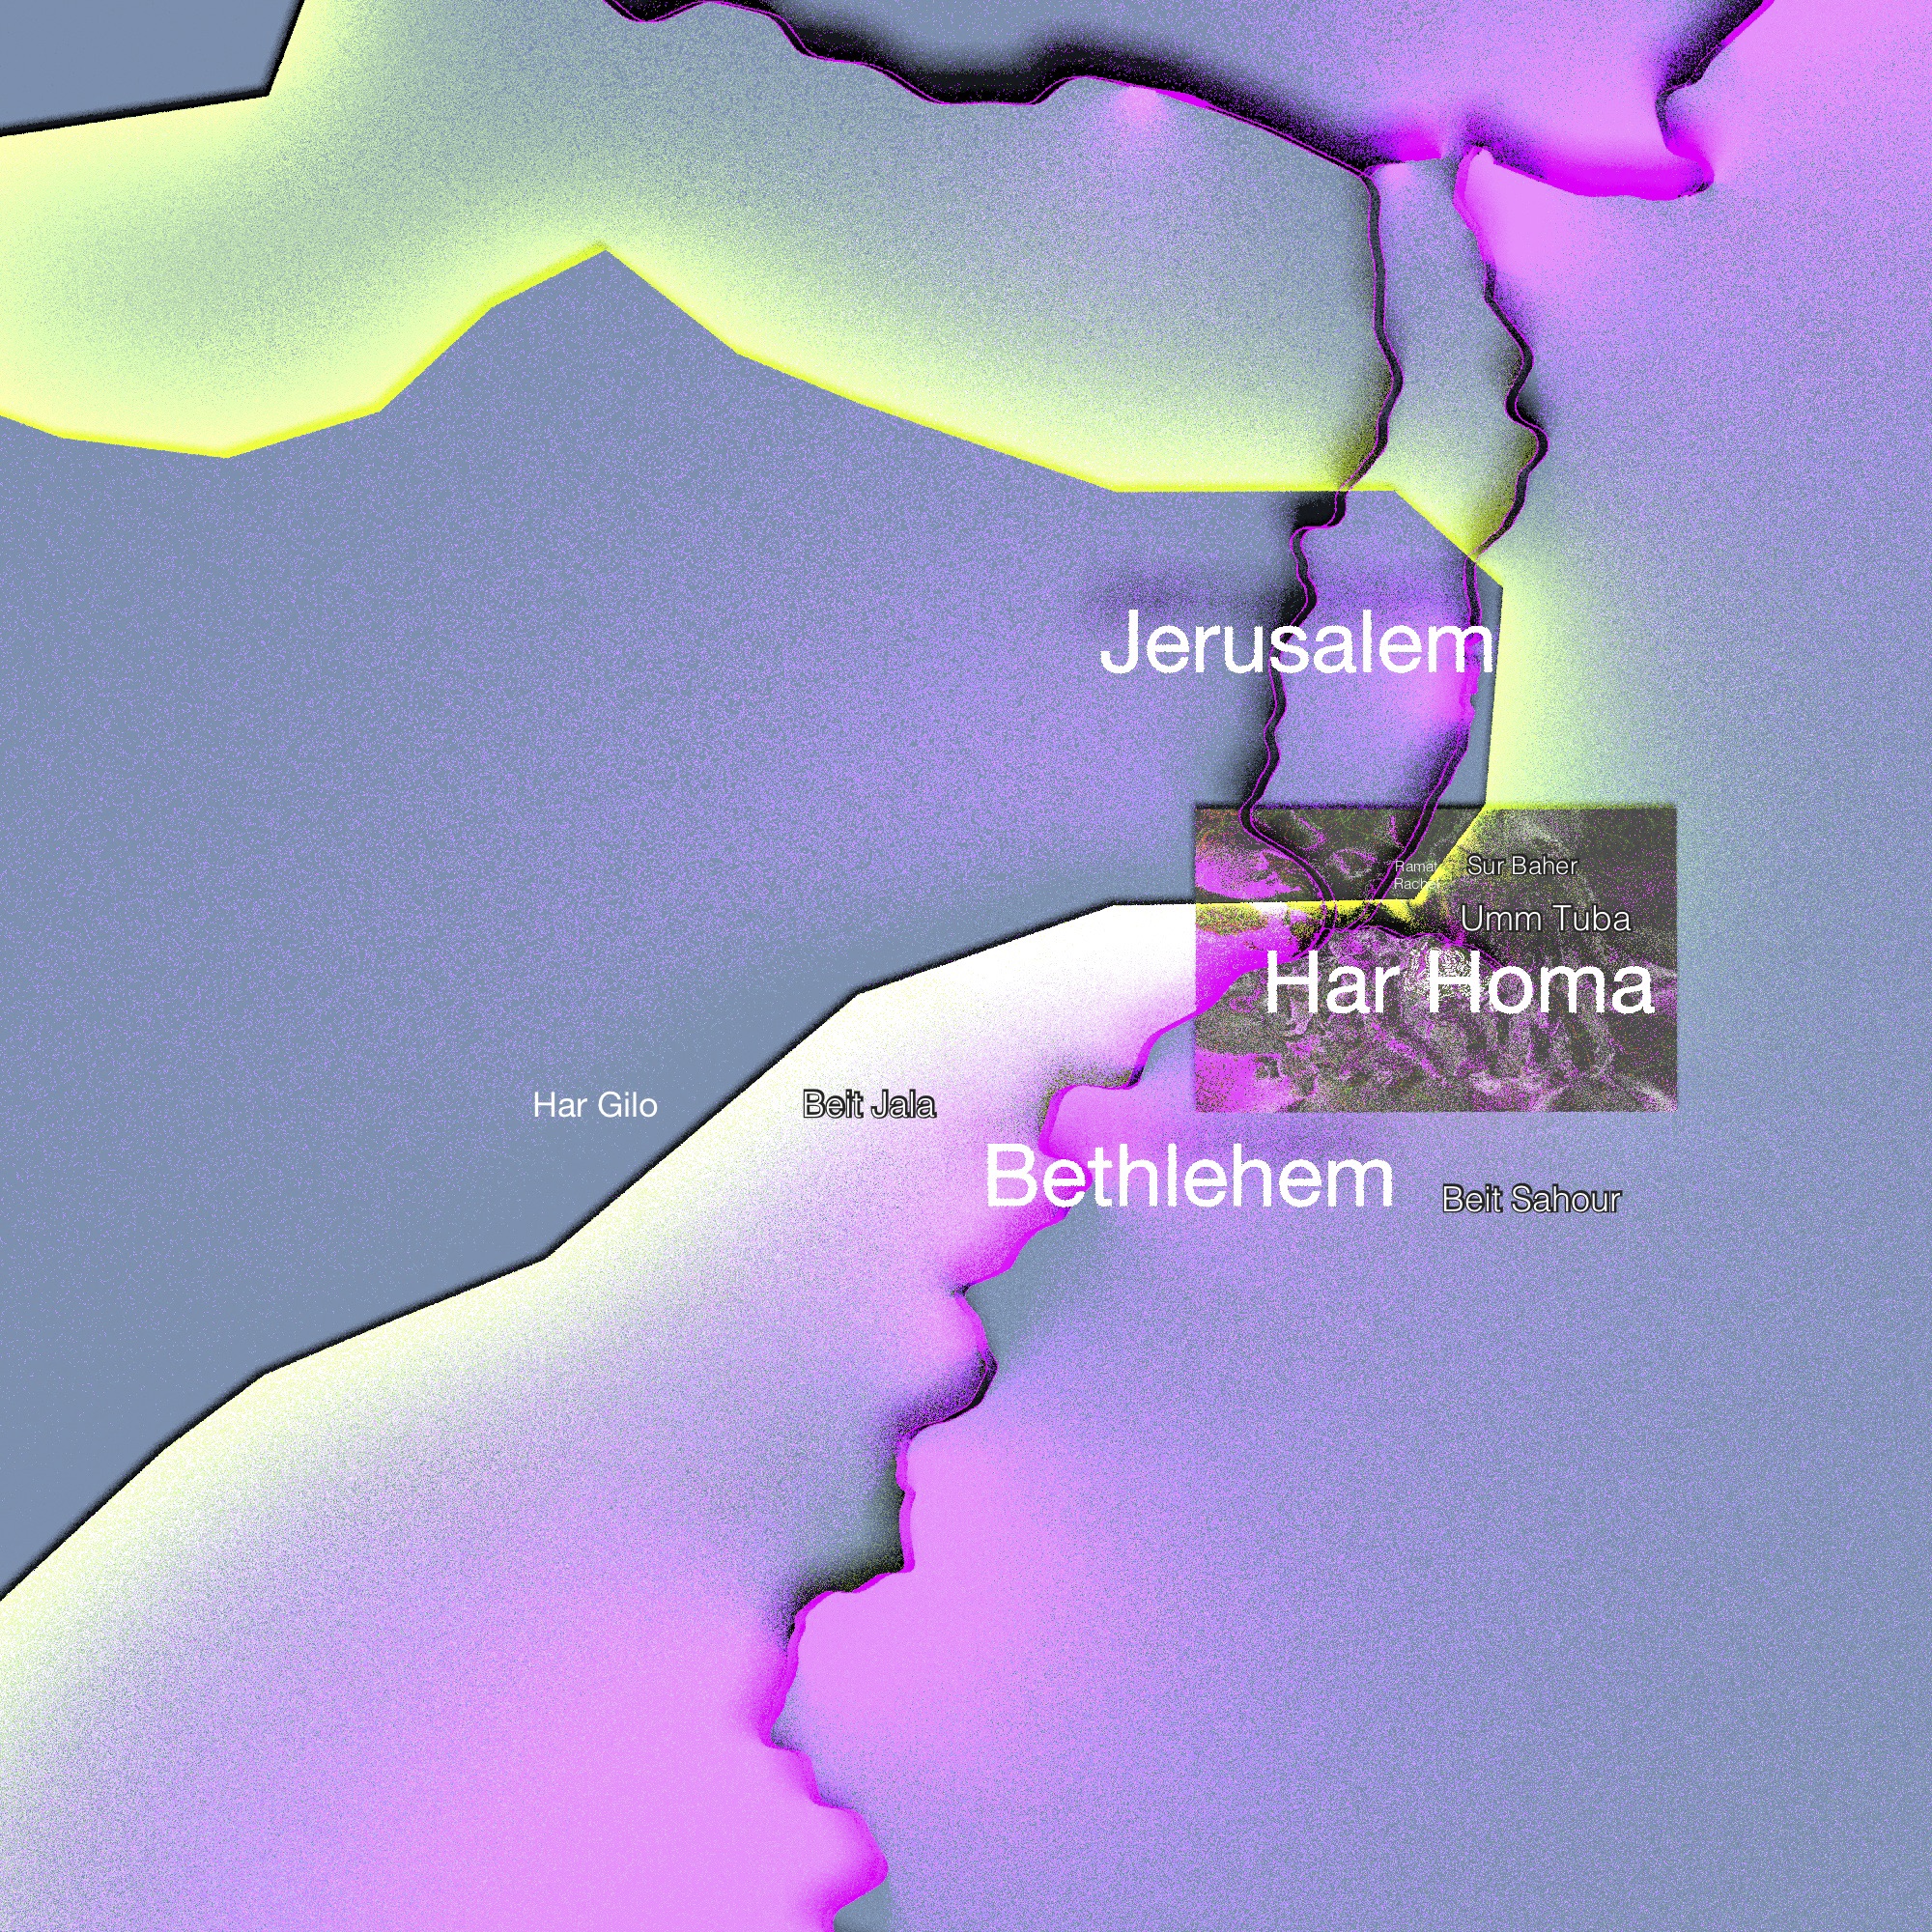 Jerusalem
Ramat
Rachel
Sur Baher
Umm Tuba
Har Homa
Har Gilo
Beit Jala
Bethlehem
Beit Sahour